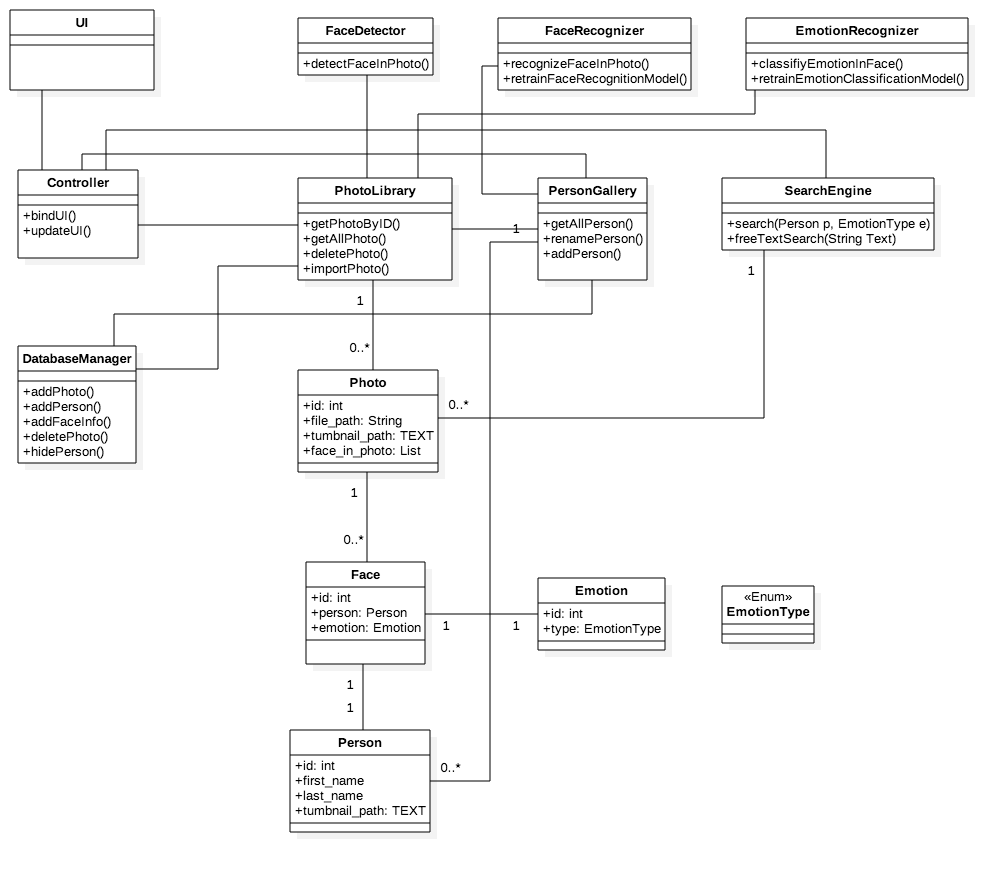 UI
FaceDetector
+detectFaceInPhoto()
FaceRecognizer
+recognizeFaceInPhoto()
+retrainFaceRecognitionModel()
EmotionRecognizer
+classifiyEmotionInFace()
+retrainEmotionClassificationModel()
Controller
+bindUI()
+updateUI()
PhotoLibrary
+getPhotoByID()
+getAllPhoto()
+deletePhoto()
+importPhoto()
1
PersonGallery
+getAllPerson()
+renamePerson()
+addPerson()
SearchEngine
+search(Person p, EmotionType e)
+freeTextSearch(String Text)
1
1
0..*
DatabaseManager
+addPhoto()
+addPerson()
+addFaceInfo()
+deletePhoto()
+hidePerson()
Photo
+id: int
+file_path: String
+tumbnail_path: TEXT
+face_in_photo: List
0..*
1
0..*
Face
+id: int
+person: Person
+emotion: Emotion
1
1
Emotion
+id: int
+type: EmotionType
«Enum»
EmotionType
1
1
Person
+id: int
+first_name
+last_name
+tumbnail_path: TEXT
0..*